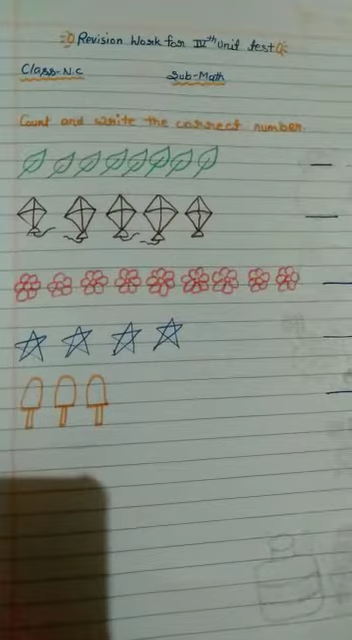 Revision Work for IVth Unit test
Class-N.C Sub-Math
Count and write the correct number.